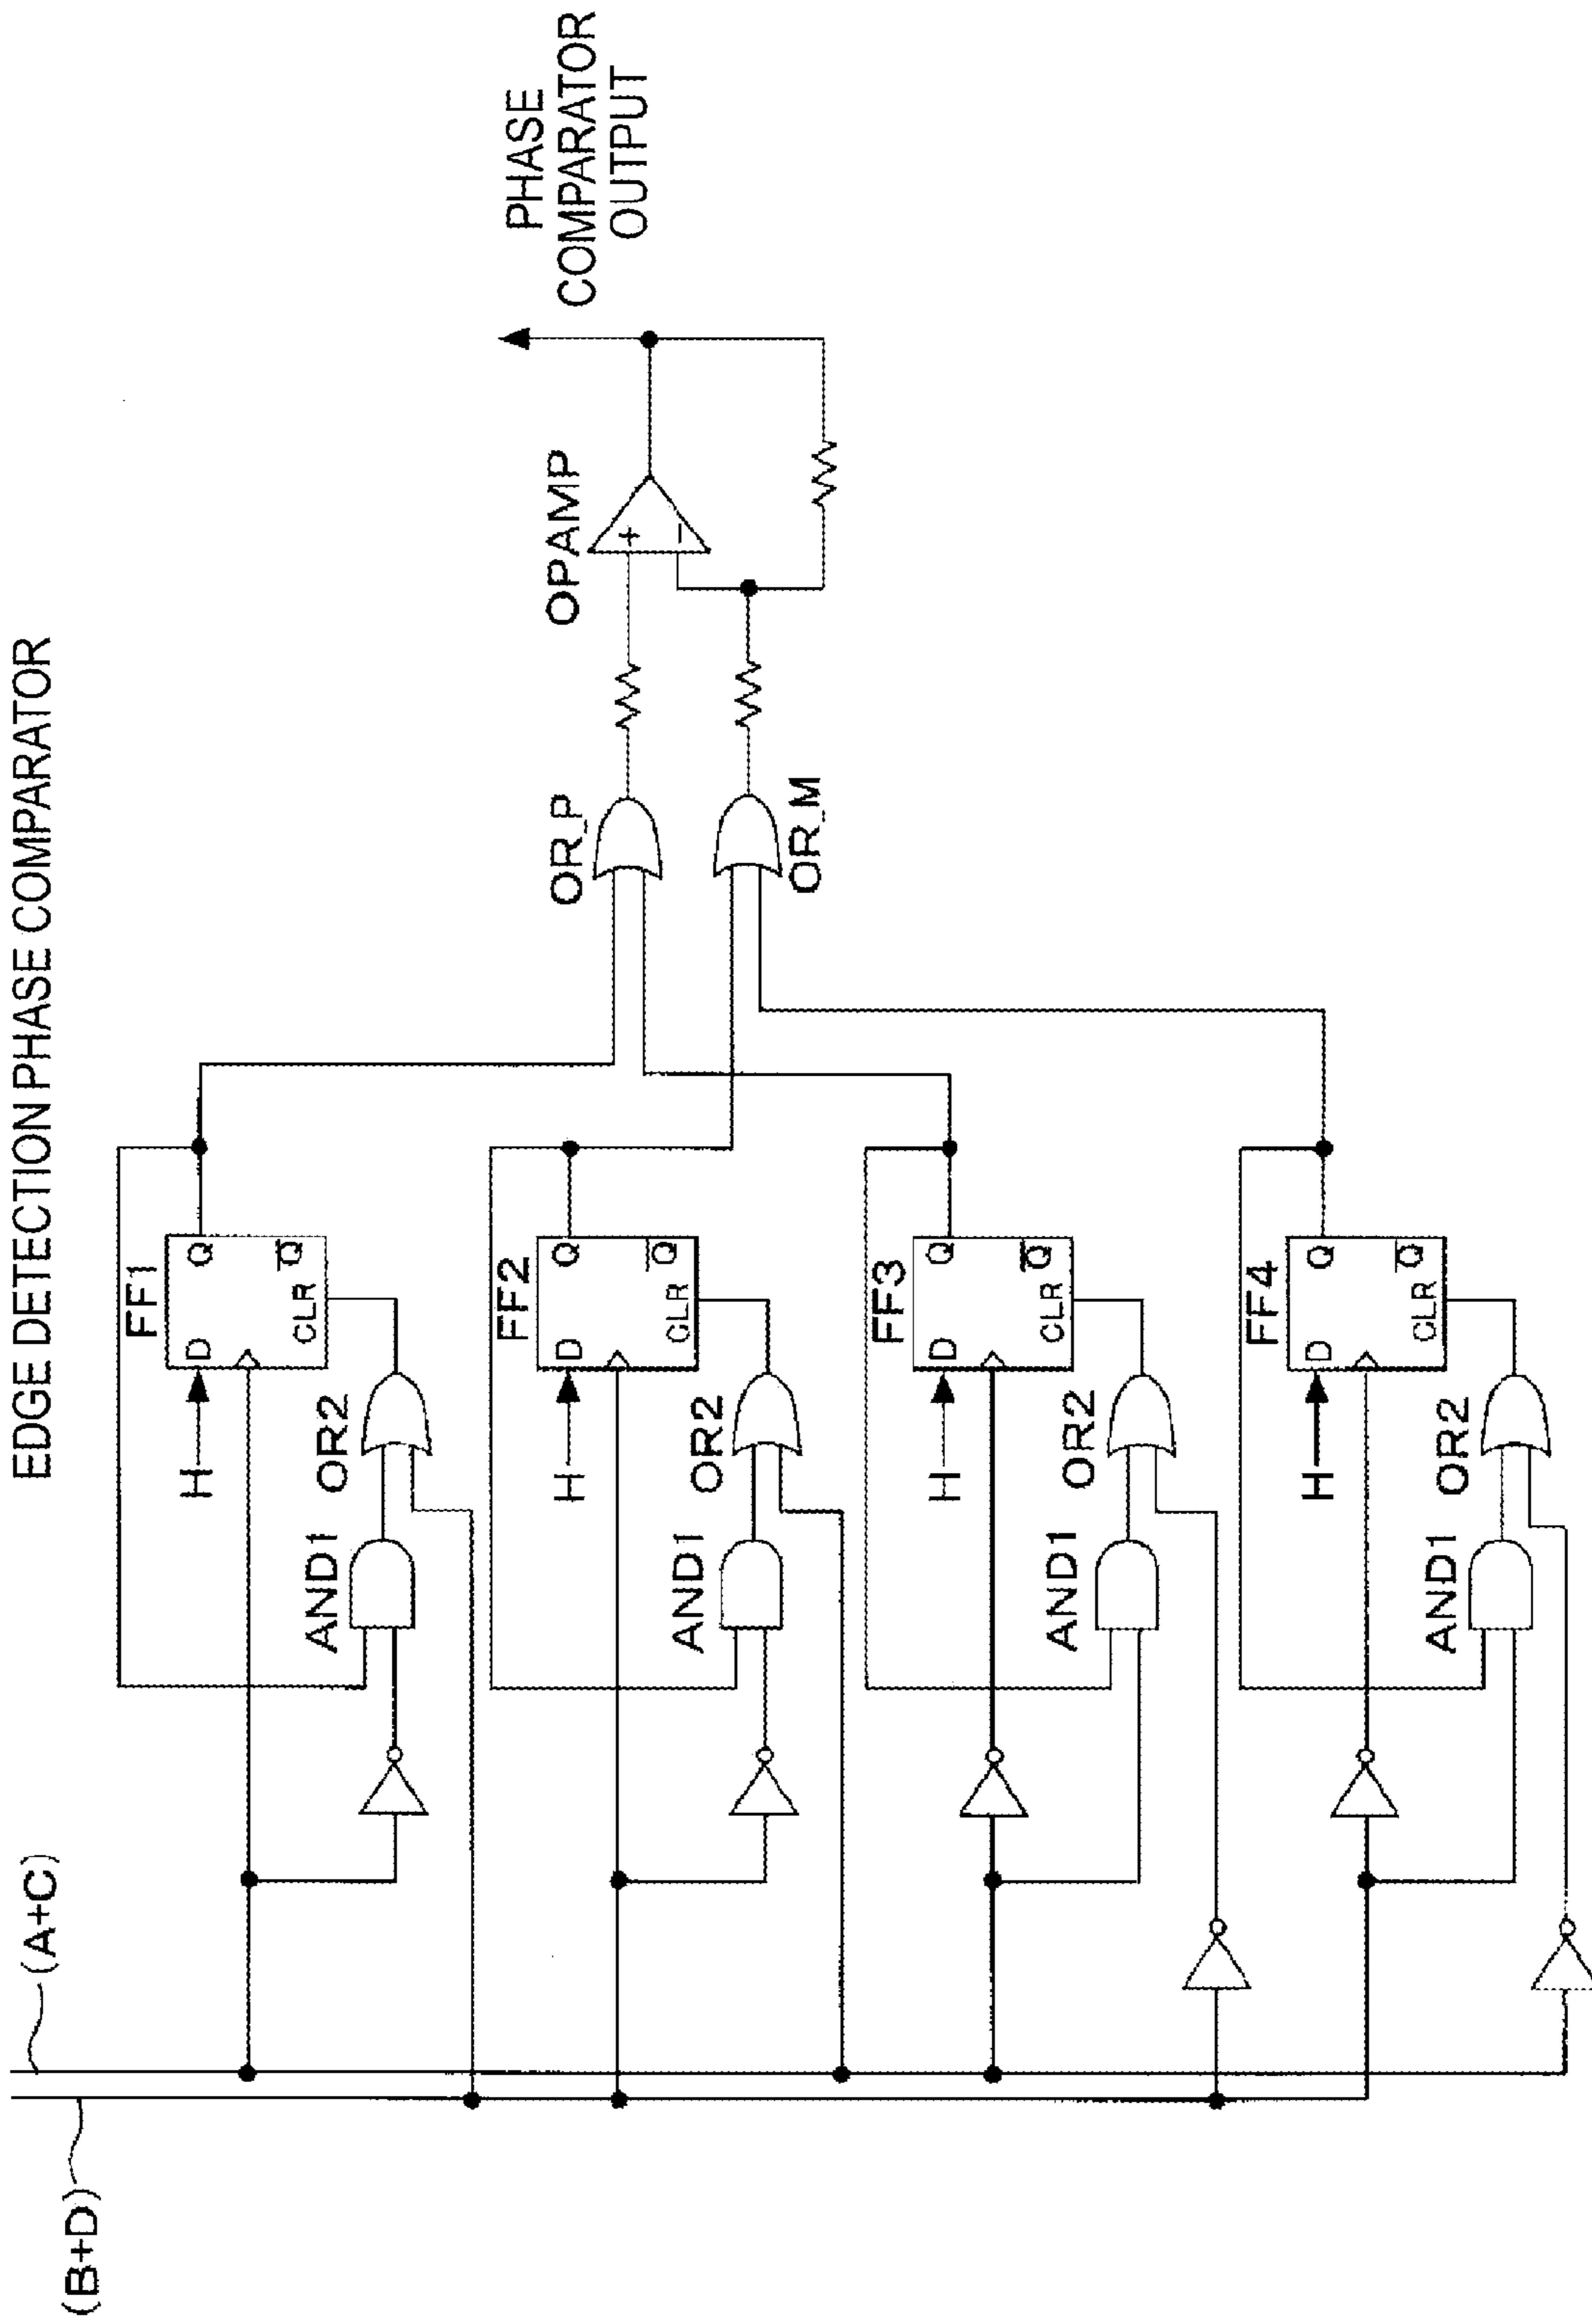 EDGE DETECTION PHASE COMPARATOR
(A+C)
(B+D)
FF1
D
Q
Q
CLR
H
OR2
AND1
FF2
D
Q
Q
CLR
H
OR2
AND1
FF3
D
Q
Q
CLR
H
OR2
AND1
FF4
D
Q
Q
CLR
H
OR2
AND1
OR_P
OR_M
OPAMP
+
−
PHASE
COMPARATOR
OUTPUT